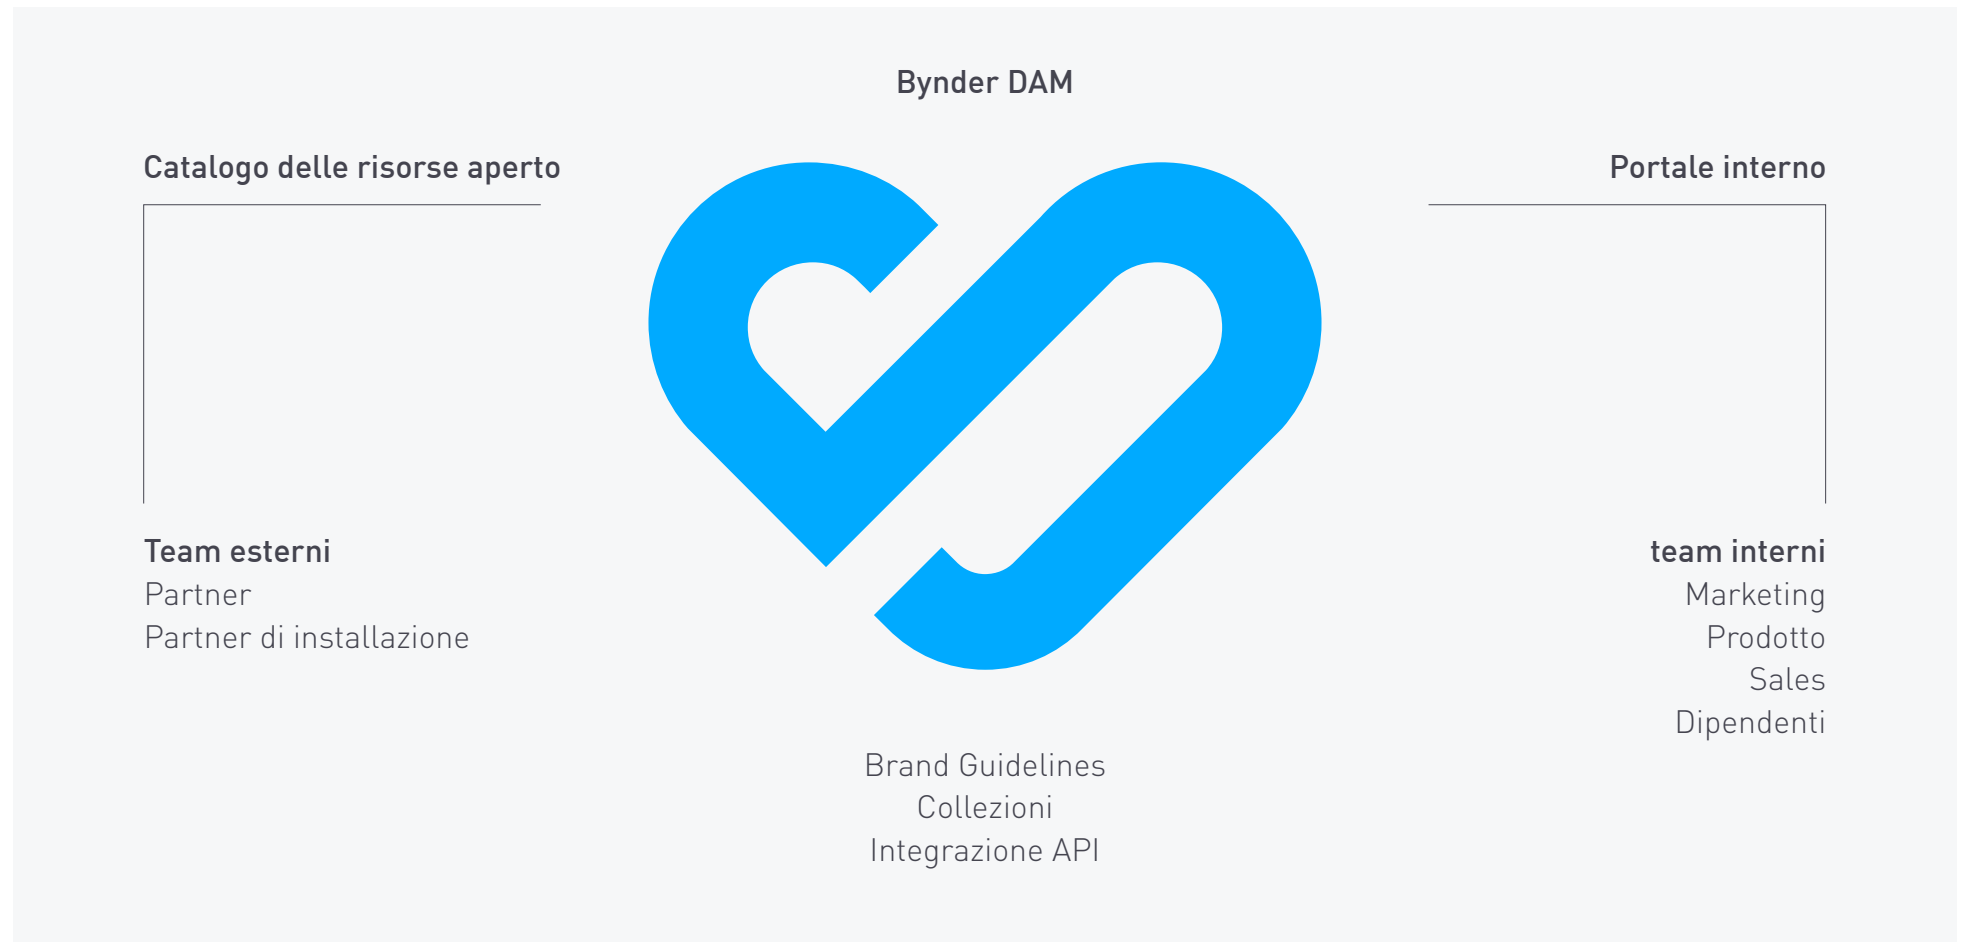 Bynder DAM
Catalogo delle risorse aperto
Portale interno
Team esterni
Partner
Partner di installazione
team interni
Marketing
Prodotto
Sales
Dipendenti
Brand Guidelines
Collezioni
Integrazione API